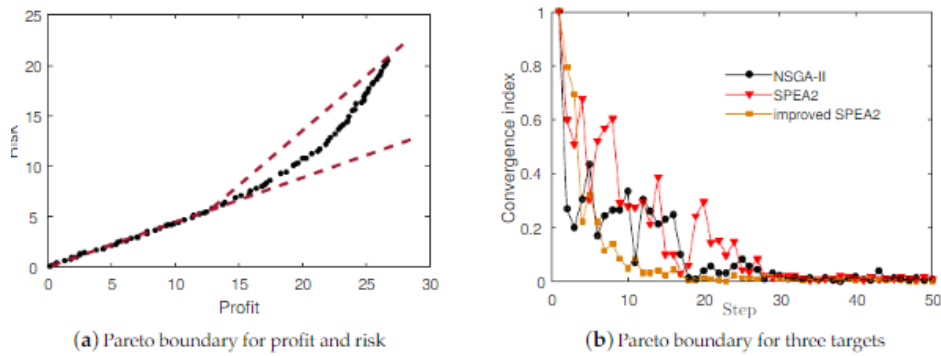 25
20
15
10
5
0
Risk
0 5 10 15 20 25 30
Profit
(a) Pareto boundary for profit and risk
1
0.8
0.6
0.4
0.2
0
Convergence index
NSGA-II
SPEA2
improved SPEA2
10 20 30 40 50
Step
(b) Pareto boundary for three targets